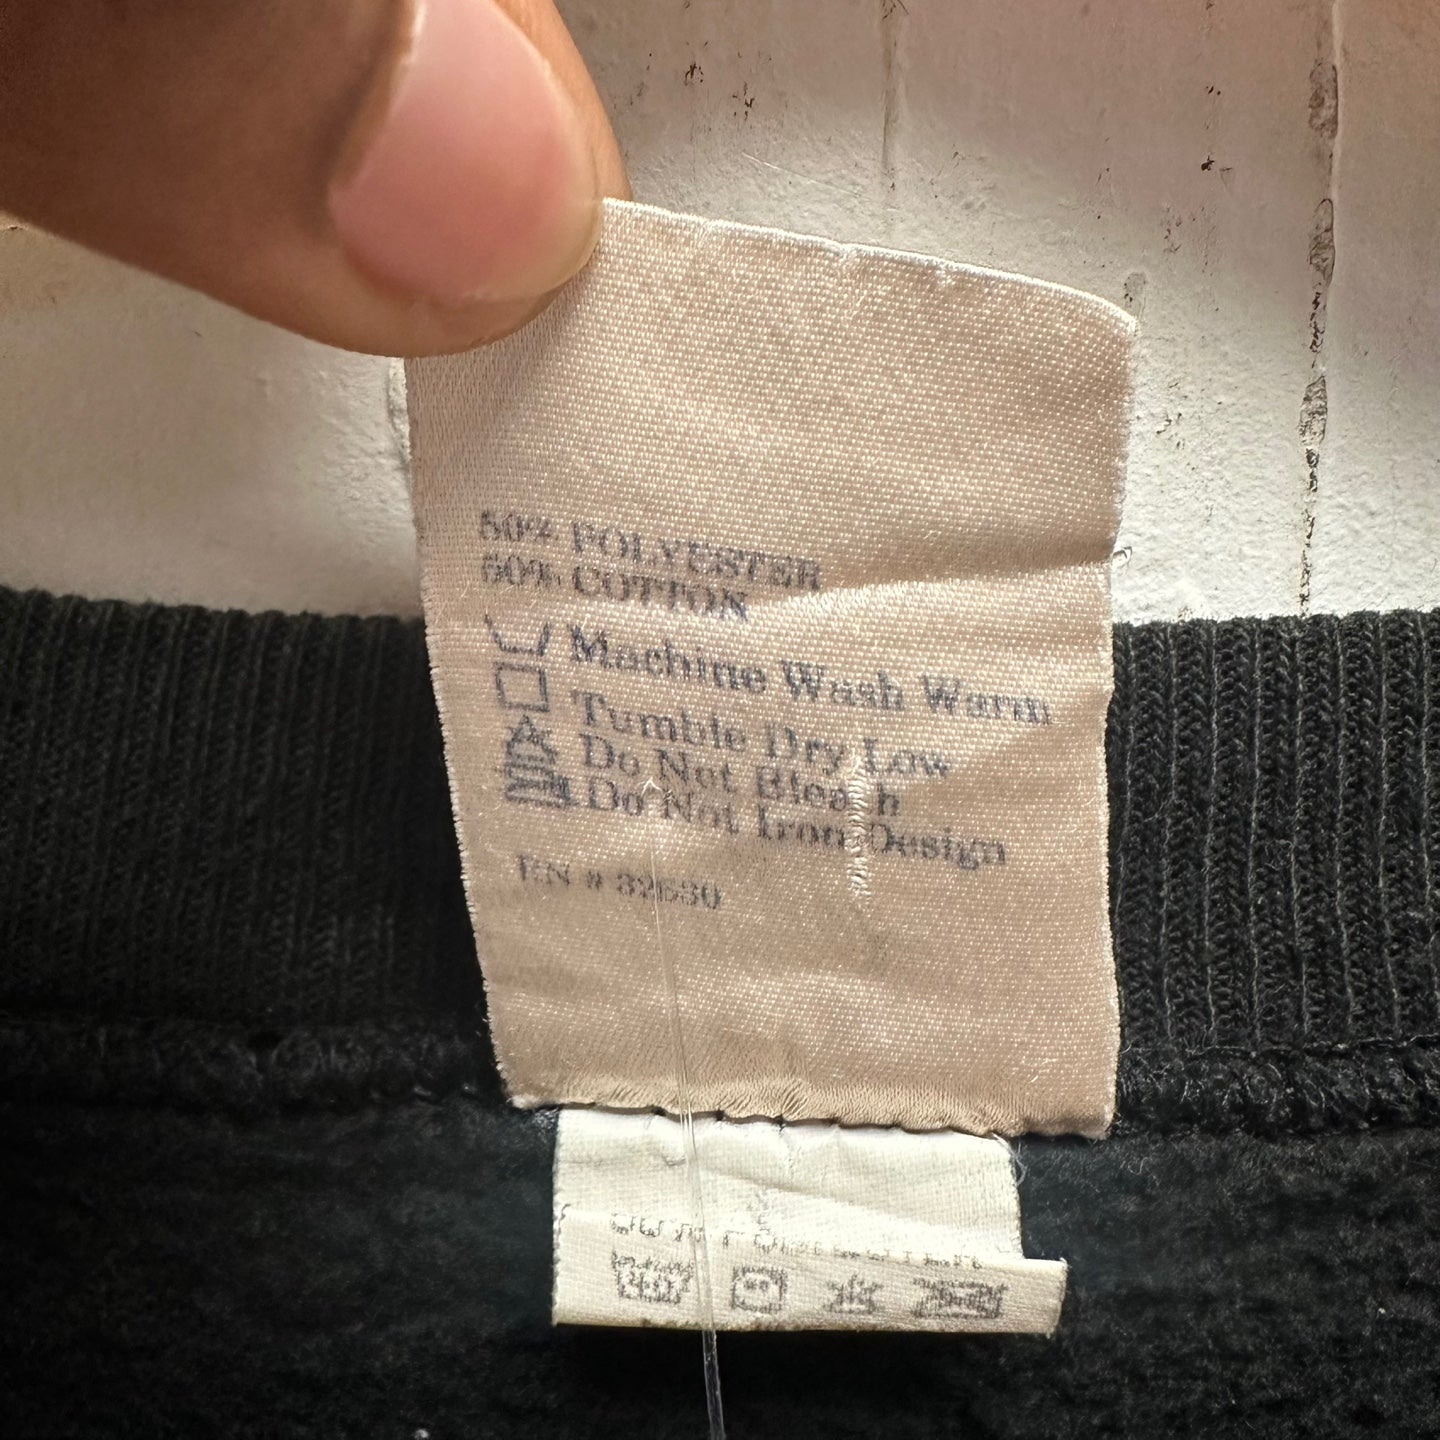 50% POLYESTER
50% COTTON
Machine Wash Warm
Tumble Dry Low
Do Not Bleach
Do Not Iron Design
RN # 32630